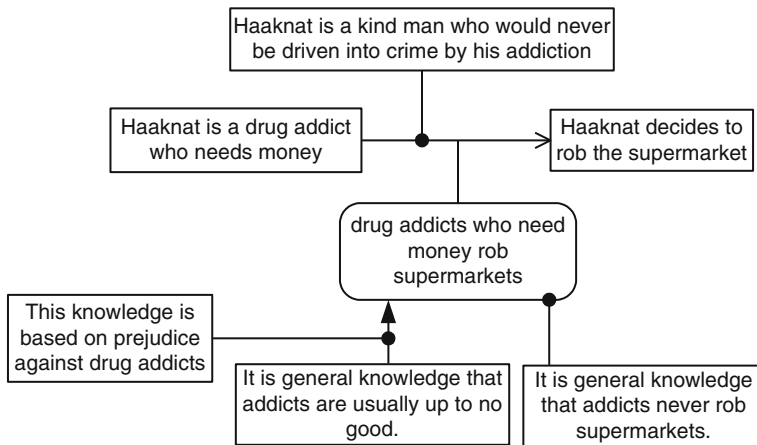 Haaknat is a kind man who would never
be driven into crime by his addiction
Haaknat is a drug addict
who needs money
Haaknat decides to
rob the supermarket
drug addicts who need
money rob
supermarkets
This knowledge is
based on prejudice
against drug addicts
It is general knowledge that
addicts are usually up to no
good.
It is general knowledge
that addicts never rob
supermarkets.